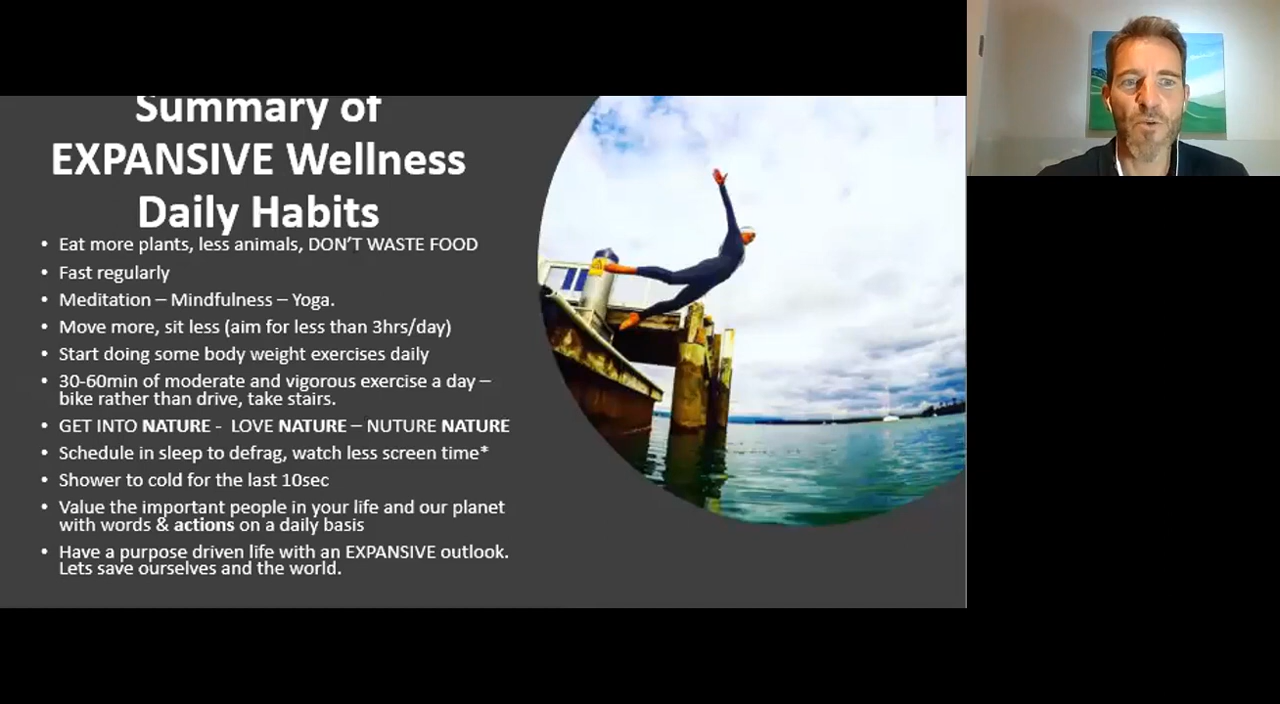 Summary of
EXPANSIVE Wellness
Daily Habits
• Eat more plants, less animals, DON'T WASTE FOOD
• Fast regularly
• Meditation – Mindfulness – Yoga.
• Move more, sit less (aim for less than 3hrs/day)
• Start doing some body weight exercises daily
• 30-60min of moderate and vigorous exercise a day –
bike rather than drive, take stairs.
• GET INTO NATURE - LOVE NATURE – NUTURE NATURE
• Schedule in sleep to defrag, watch less screen time*
• Shower to cold for the last 10sec
• Value the important people in your life and our planet
with words & actions on a daily basis
• Have a purpose driven life with an EXPANSIVE outlook.
Lets save ourselves and the world.